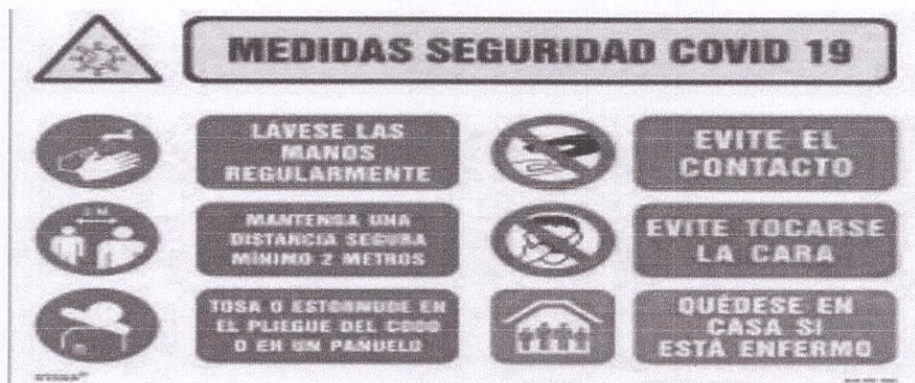 MEDIDAS SEGURIDAD COVID 19
LÁVESE LAS
MANOS
REGULARMENTE
EVITE EL
CONTACTO
2 M
MANTENGA UNA
DISTANCIA SEGURA
MÍNIMO 2 METROS
EVITE TOCARSE
LA CARA
TOSA O ESTORNUDE EN
EL PLIEGUE DEL CODO
O EN UN PAÑUELO
QUÉDESE EN
CASA SI
ESTÁ ENFERMO